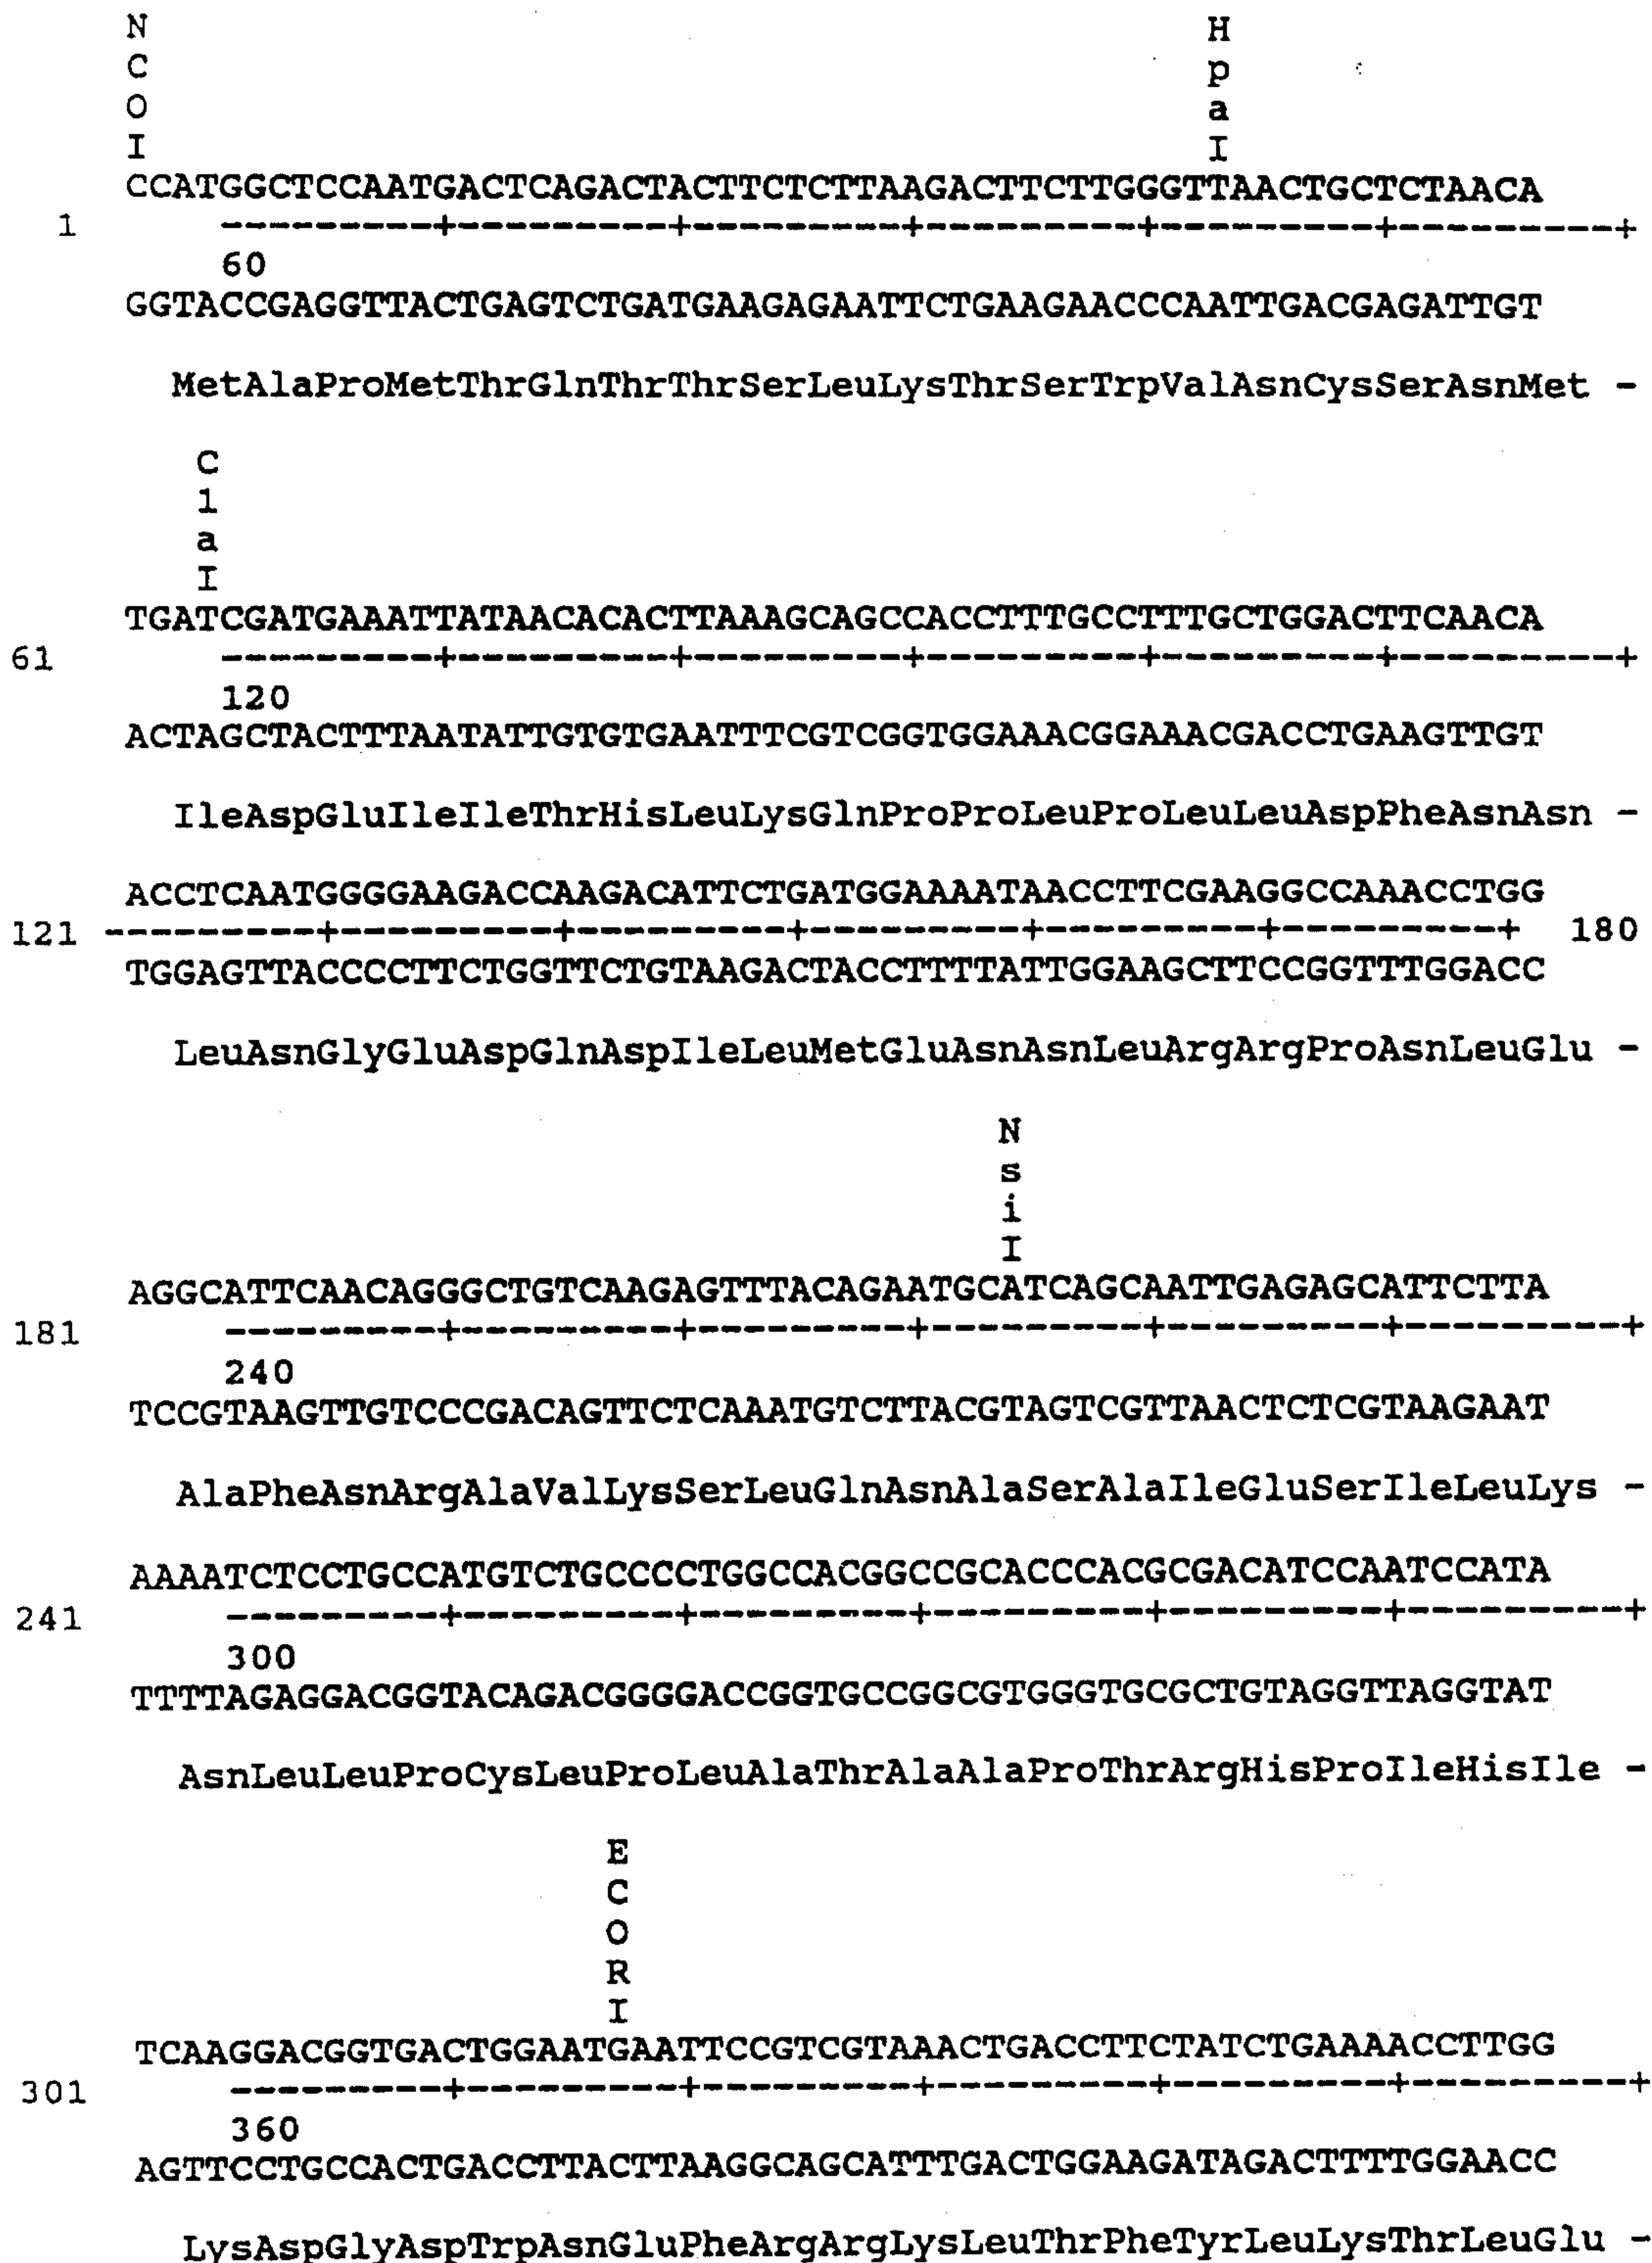 N H
C p
O a
I I
CCATGGCTCCAATGACTCAGACTACTTCTCTTAAGACTTCTTGGGTTAACTGCTCTAACA
1 ---------+---------+---------+---------+---------+---------+
60
GGTACCGAGGTTACTGAGTCTGATGAAGAGAATTCTGAAGAACCCAATTGACGAGATTGT
MetAlaProMetThrGlnThrThrSerLeuLysThrSerTrpValAsnCysSerAsnMet -
C
l
a
I
TGATCGATGAAATTATAACACACTTAAAGCAGCCACCTTTGCCTTTGCTGGACTTCAACA
61 ---------+---------+---------+---------+---------+---------+
120
ACTAGCTACTTTAATATTGTGTGAATTTCGTCGGTGGAAACGGAAACGACCTGAAGTTGT
IleAspGluIleIleThrHisLeuLysGlnProProLeuProLeuLeuAspPheAsnAsn -
ACCTCAATGGGGAAGACCAAGACATTCTGATGGAAAATAACCTTCGAAGGCCAAACCTGG
121 ---------+---------+---------+---------+---------+---------+ 180
TGGAGTTACCCCTTCTGGTTCTGTAAGACTACCTTTTATTGGAAGCTTCCGGTTTGGACC
LeuAsnGlyGluAspGlnAspIleLeuMetGluAsnAsnLeuArgArgProAsnLeuGlu -
N
s
i
I
AGGCATTCAACAGGGCTGTCAAGAGTTTACAGAATGCATCAGCAATTGAGAGCATTCTTA
181 ---------+---------+---------+---------+---------+---------+
240
TCCGTAAGTTGTCCCGACAGTTCTCAAATGTCTTACGTAGTCGTTAACTCTCGTAAGAAT
AlaPheAsnArgAlaValLysSerLeuGlnAsnAlaSerAlaIleGluSerIleLeuLys -
AAAATCTCCTGCCATGTCTGCCCCTGGCCACGGCCGCACCCACGCGACATCCAATCCATA
241 ---------+---------+---------+---------+---------+---------+
300
TTTTAGAGGACGGTACAGACGGGGACCGGTGCCGGCGTGGGTGCGCTGTAGGTTAGGTAT
AsnLeuLeuProCysLeuProLeuAlaThrAlaAlaProThrArgHisProIleHisIle -
E
C
O
R
I
TCAAGGACGGTGACTGGAATGAATTCCGTCGTAAACTGACCTTCTATCTGAAAACCTTGG
301 ---------+---------+---------+---------+---------+---------+
360
AGTTCCTGCCACTGACCTTACTTAAGGCAGCATTTGACTGGAAGATAGACTTTTGGAACC
LysAspGlyAspTrpAsnGluPheArgArgLysLeuThrPheTyrLeuLysThrLeuGlu -